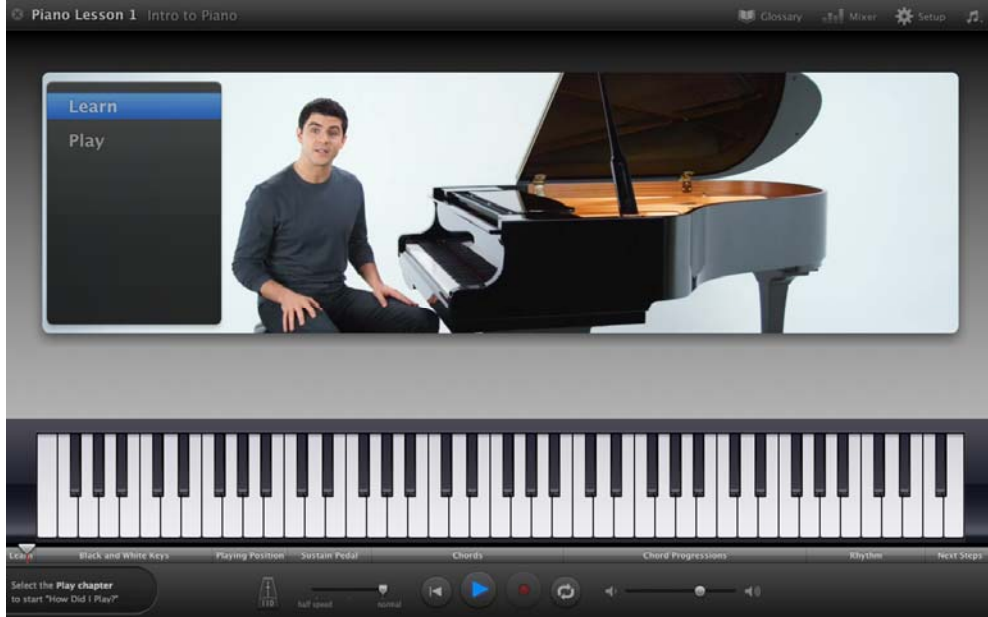 Piano Lesson 1 Intro to Piano
Glossary Mixer Setup
Learn
Play
Learn Black and White Keys Playing Position Sustain Pedal Chords Chord Progressions Rhythm Next Steps
Select the Play chapter
to start "How Did I Play?"
110
half speed normal